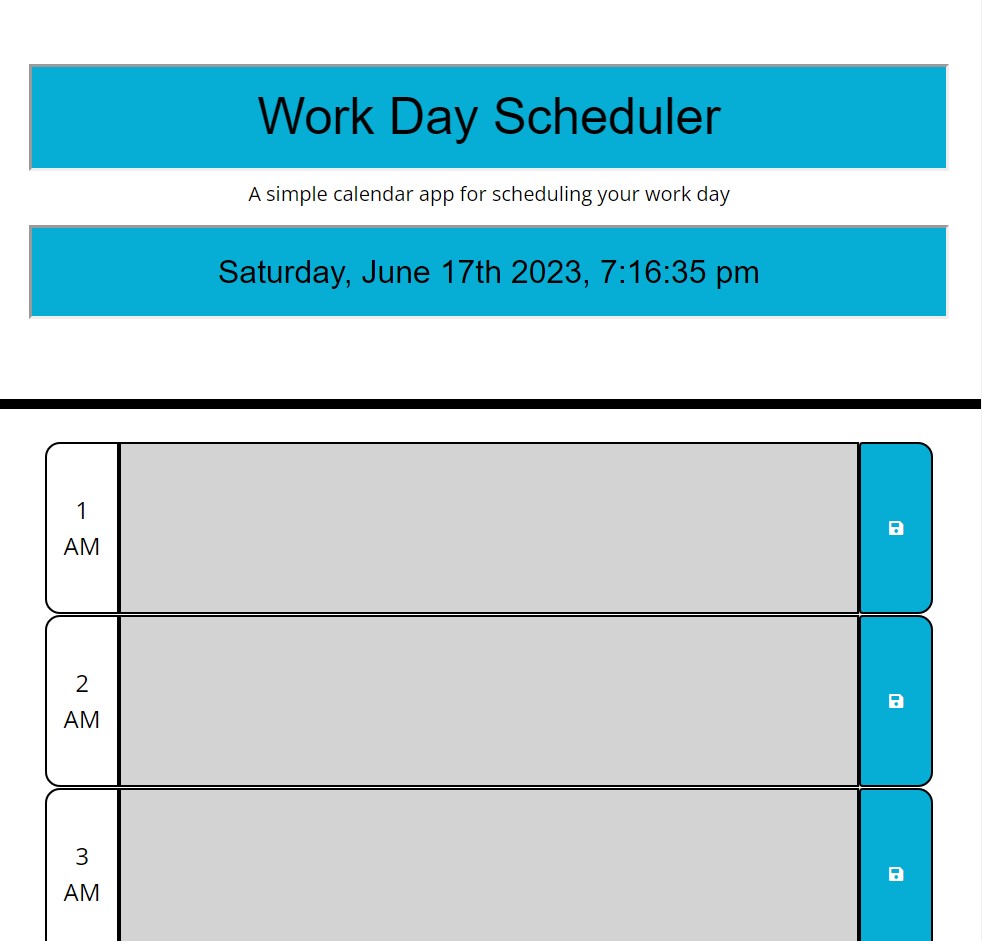 Work Day Scheduler
A simple calendar app for scheduling your work day
Saturday, June 17th 2023, 7:16:35 pm
1
AM
2
AM
3
AM